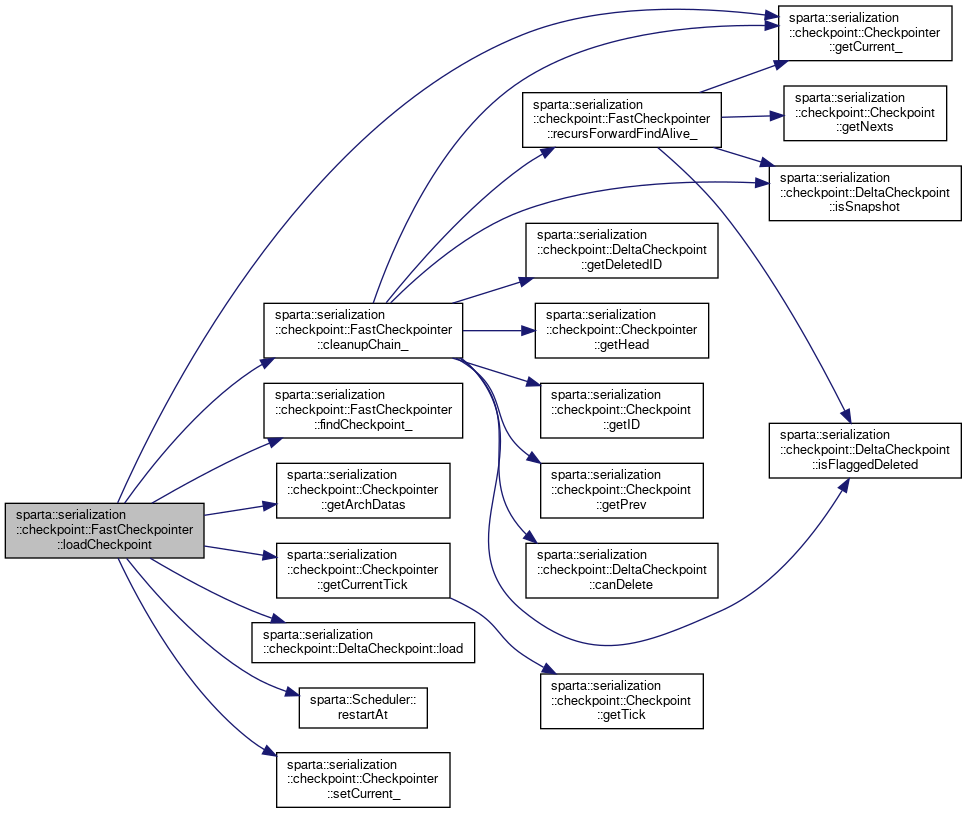 sparta::serialization
::checkpoint::Checkpointer
::getCurrent_
sparta::serialization
::checkpoint::FastCheckpointer
::recursForwardFindAlive_
sparta::serialization
::checkpoint::Checkpoint
::getNexts
sparta::serialization
::checkpoint::DeltaCheckpoint
::isSnapshot
sparta::serialization
::checkpoint::DeltaCheckpoint
::getDeletedID
sparta::serialization
::checkpoint::FastCheckpointer
::cleanupChain_
sparta::serialization
::checkpoint::Checkpointer
::getHead
sparta::serialization
::checkpoint::FastCheckpointer
::findCheckpoint_
sparta::serialization
::checkpoint::Checkpoint
::getID
sparta::serialization
::checkpoint::DeltaCheckpoint
::isFlaggedDeleted
sparta::serialization
::checkpoint::Checkpointer
::getArchDatas
sparta::serialization
::checkpoint::Checkpoint
::getPrev
sparta::serialization
::checkpoint::FastCheckpointer
::loadCheckpoint
sparta::serialization
::checkpoint::Checkpointer
::getCurrentTick
sparta::serialization
::checkpoint::DeltaCheckpoint
::canDelete
sparta::serialization
::checkpoint::DeltaCheckpoint::load
sparta::Scheduler::
restartAt
sparta::serialization
::checkpoint::Checkpoint
::getTick
sparta::serialization
::checkpoint::Checkpointer
::setCurrent_